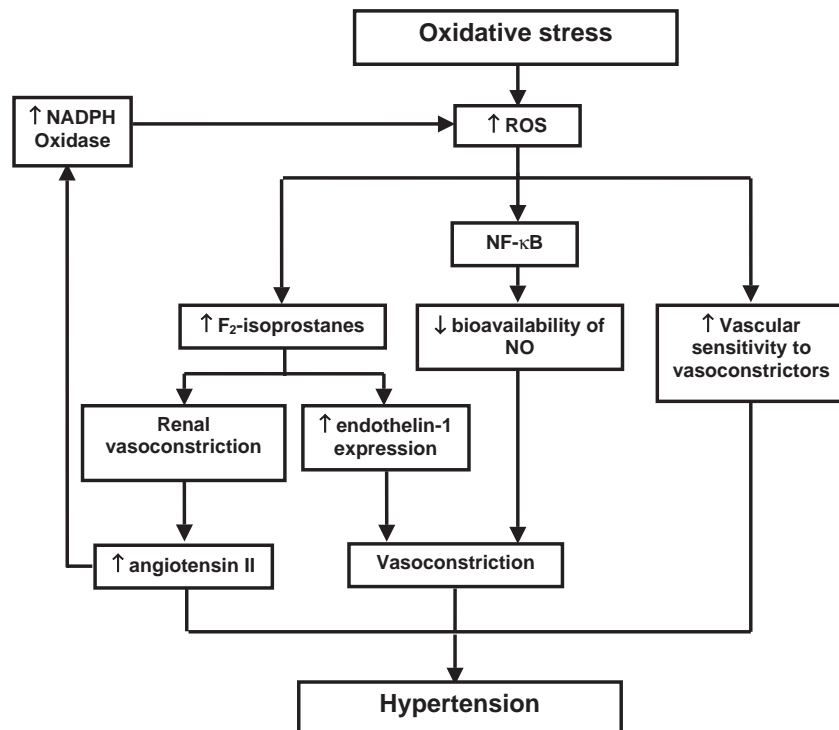 Oxidative stress
↑ NADPH
Oxidase
↑ ROS
NF-κB
↑ F₂-isoprostanes
↓ bioavailability of
NO
↑ Vascular
sensitivity to
vasoconstrictors
Renal
vasoconstriction
↑ endothelin-1
expression
↑ angiotensin II
Vasoconstriction
Hypertension